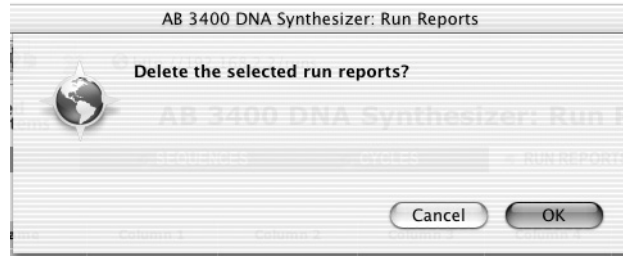 AB 3400 DNA Synthesizer: Run Reports
Delete the selected run reports?
AB 3400 DNA Synthesizer: Run
SEQUENCES CYCLES RUN REPORTS
Cancel OK
Column 1 Column 2 Column 3 Column 4